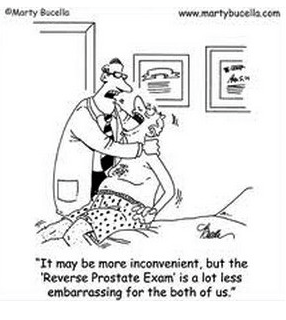 ©Marty Bucella www.martybucella.com
"It may be more inconvenient, but the
'Reverse Prostate Exam' is a lot less
embarrassing for the both of us."